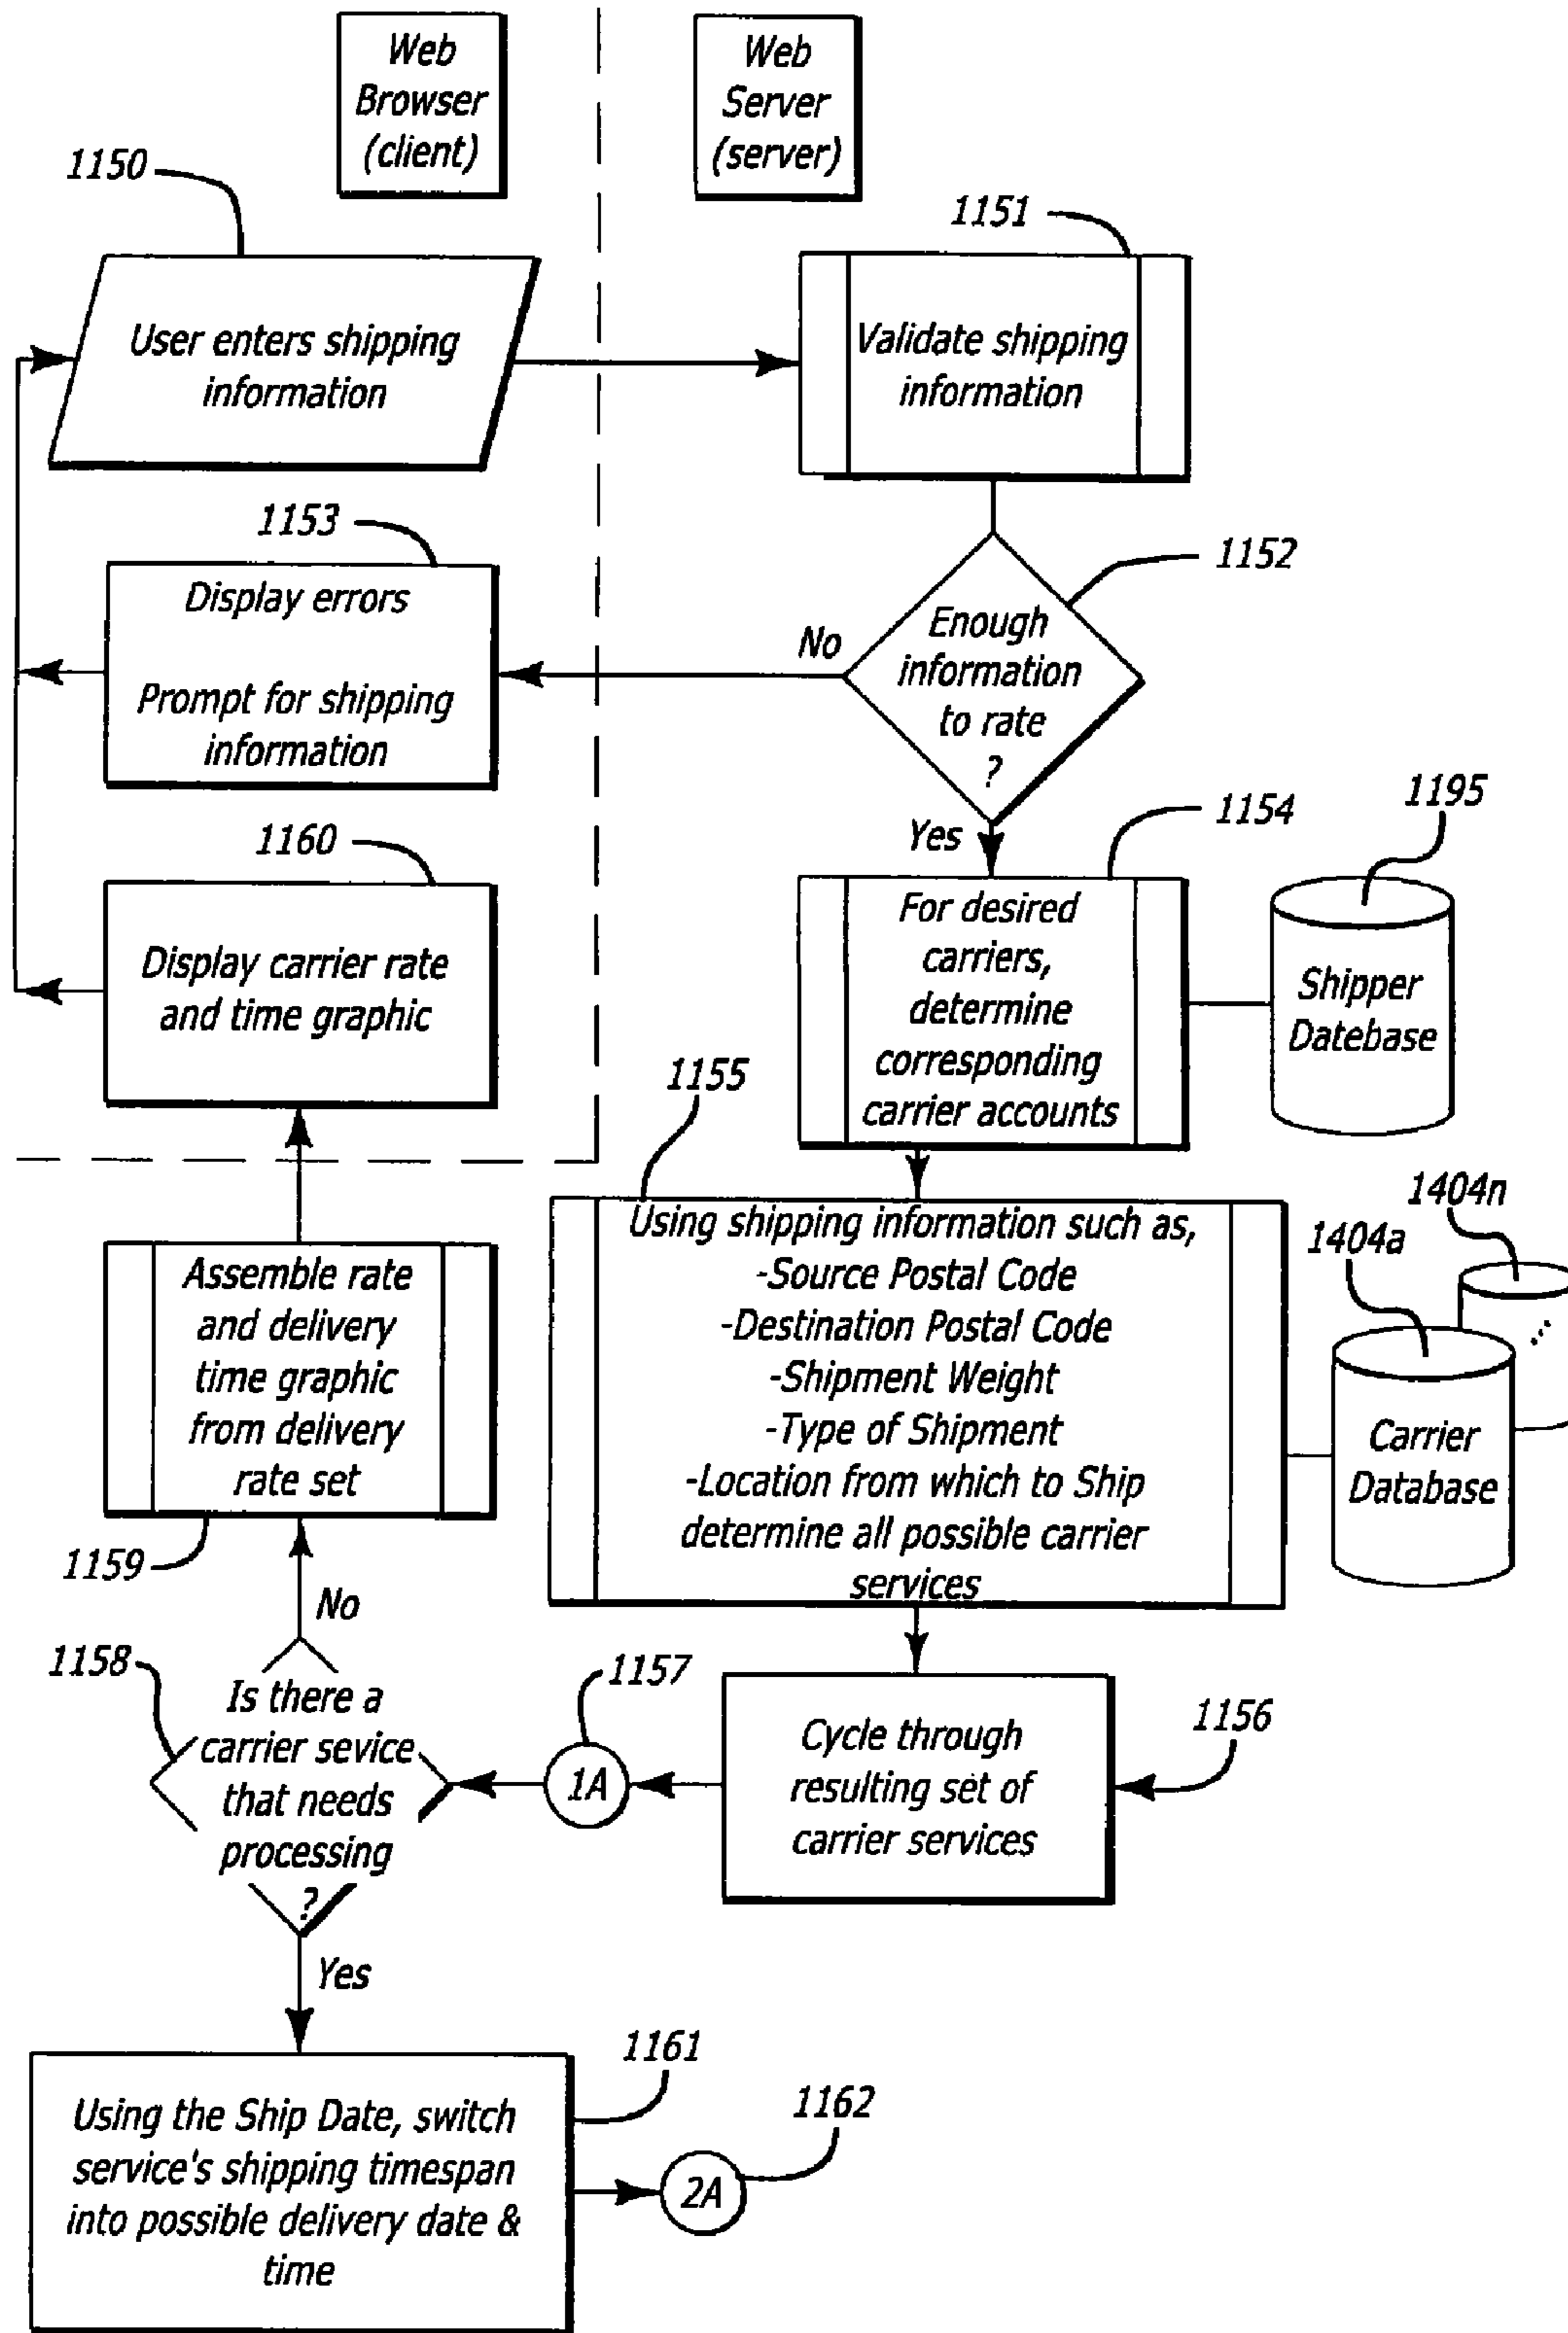 Web
Browser
(client)
Web
Server
(server)
1150
1151
User enters shipping
information
Validate shipping
information
1153
1152
Display errors
Prompt for shipping
information
No
Enough
information
to rate
?
Yes
1160
1154
1195
Display carrier rate
and time graphic
For desired
carriers,
determine
corresponding
carrier accounts
Shipper
Datebase
1155
1404n
1404a
Using shipping information such as,
-Source Postal Code
-Destination Postal Code
-Shipment Weight
-Type of Shipment
-Location from which to Ship
determine all possible carrier
services
Carrier
Database
Assemble rate
and delivery
time graphic
from delivery
rate set
1159
No
1158
Is there a
carrier sevice
that needs
processing
?
1157
1A
Cycle through
resulting set of
carrier services
1156
Yes
1161
Using the Ship Date, switch
service's shipping timespan
into possible delivery date &
time
1162
2A